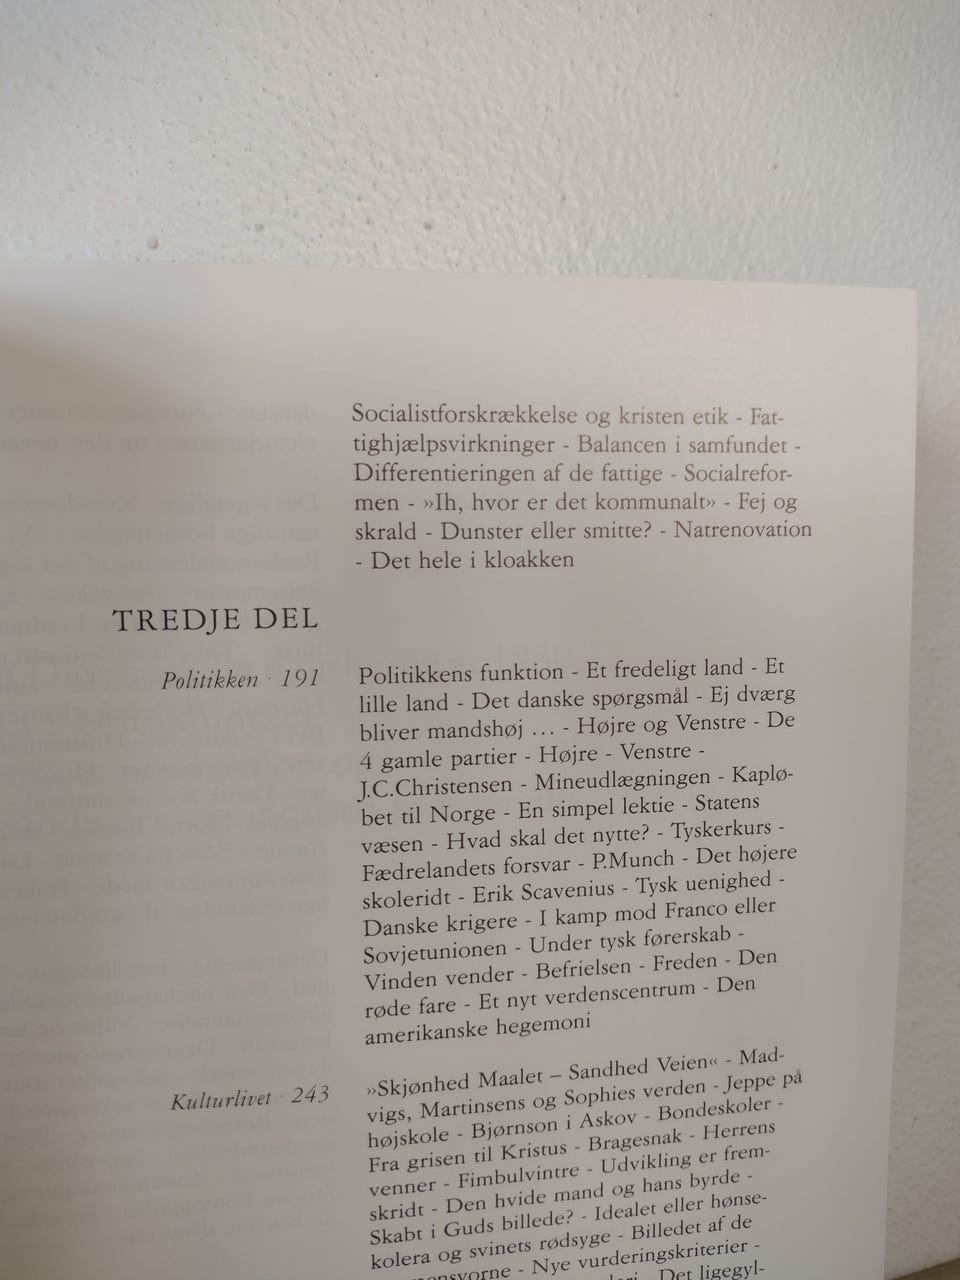 Socialistforskrækkelse og kristen etik - Fat-
tighjælpsvirkninger - Balancen i samfundet -
Differentieringen af de fattige - Socialrefor-
men - »Ih, hvor er det kommunalt» - Fej og
skrald - Dunster eller smitte? - Natrenovation
- Det hele i kloakken
TREDJE DEL
Politikken · 191
Politikkens funktion - Et fredeligt land - Et
lille land - Det danske spørgsmål - Ej dværg
bliver mandshøj ... - Højre og Venstre - De
4 gamle partier - Højre - Venstre -
J.C.Christensen - Mineudlægningen - Kaplø-
bet til Norge - En simpel lektie - Statens
væsen - Hvad skal det nytte? - Tyskerkurs -
Fædrelandets forsvar - P.Munch - Det højere
skoleridt - Erik Scavenius - Tysk uenighed -
Danske krigere - I kamp mod Franco eller
Sovjetunionen - Under tysk førerskab -
Vinden vender - Befrielsen - Freden - Den
røde fare - Et nyt verdenscentrum - Den
amerikanske hegemoni
Kulturlivet · 243
»Skjønhed Maalet – Sandhed Veien« - Mad-
vigs, Martinsens og Sophies verden - Jeppe på
højskole - Bjørnson i Askov - Bondeskoler -
Fra grisen til Kristus - Bragesnak - Herrens
venner - Fimbulvintre - Udvikling er frem-
skridt - Den hvide mand og hans byrde -
Skabt i Guds billede? - Idealet eller hønse-
kolera og svinets rødsyge - Billedet af de
- Nye vurderingskriterier -
- Det ligegyl-